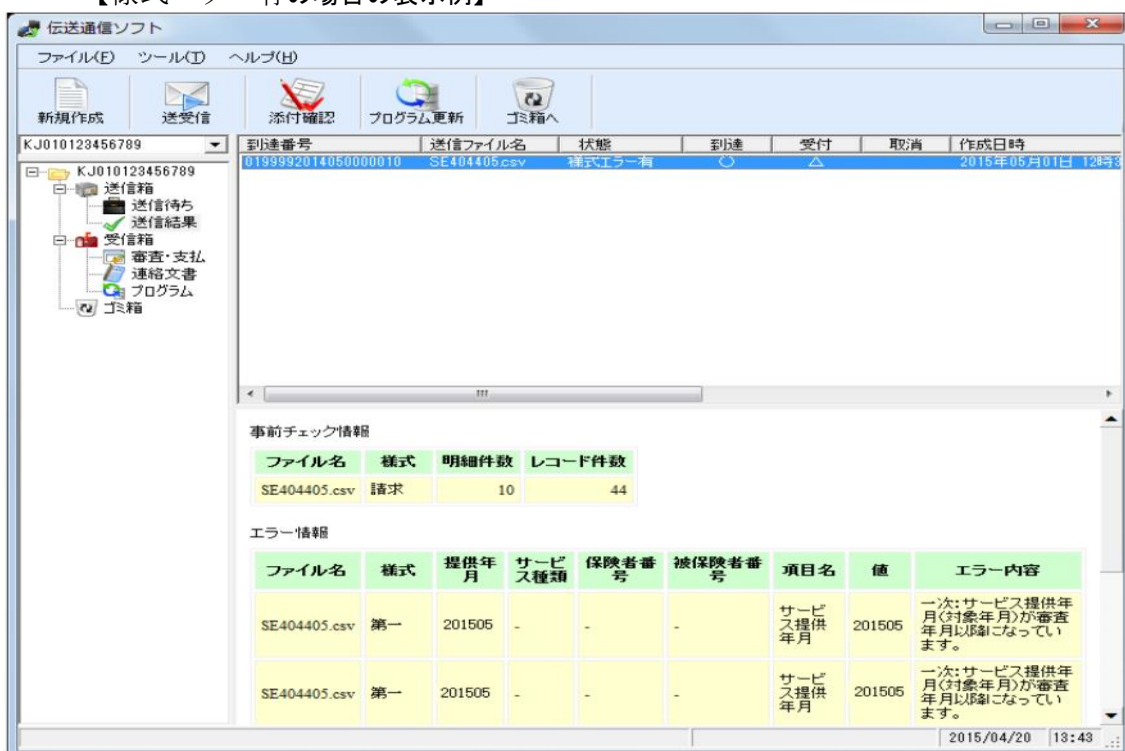 【様式エラー有の場合の表示例】
伝送通信ソフト
ファイル(F) ツール(T) ヘルプ(H)
新規作成 送受信 添付確認 プログラム更新 ゴミ箱へ
KJ010123456789
到達番号 送信ファイル名 状態 到達 受付 取消 作成日時
0199992014050000010 SE404405.csv 様式エラー有 ○ △ 2015年05月01日 12時3
KJ010123456789
送信箱
送信待ち
送信結果
受信箱
審査・支払
連絡文書
プログラム
ゴミ箱
事前チェック情報
ファイル名 様式 明細件数 レコード件数
SE404405.csv 請求 10 44
エラー情報
ファイル名 様式 提供年月 サービス種類 保険者番号 被保険者番号 項目名 値 エラー内容
SE404405.csv 第一 201505 - - - サービス提供年月 201505 一次:サービス提供年月(対象年月)が審査年月以降になっています。
SE404405.csv 第一 201505 - - - サービス提供年月 201505 一次:サービス提供年月(対象年月)が審査年月以降になっています。
2015/04/20 13:43